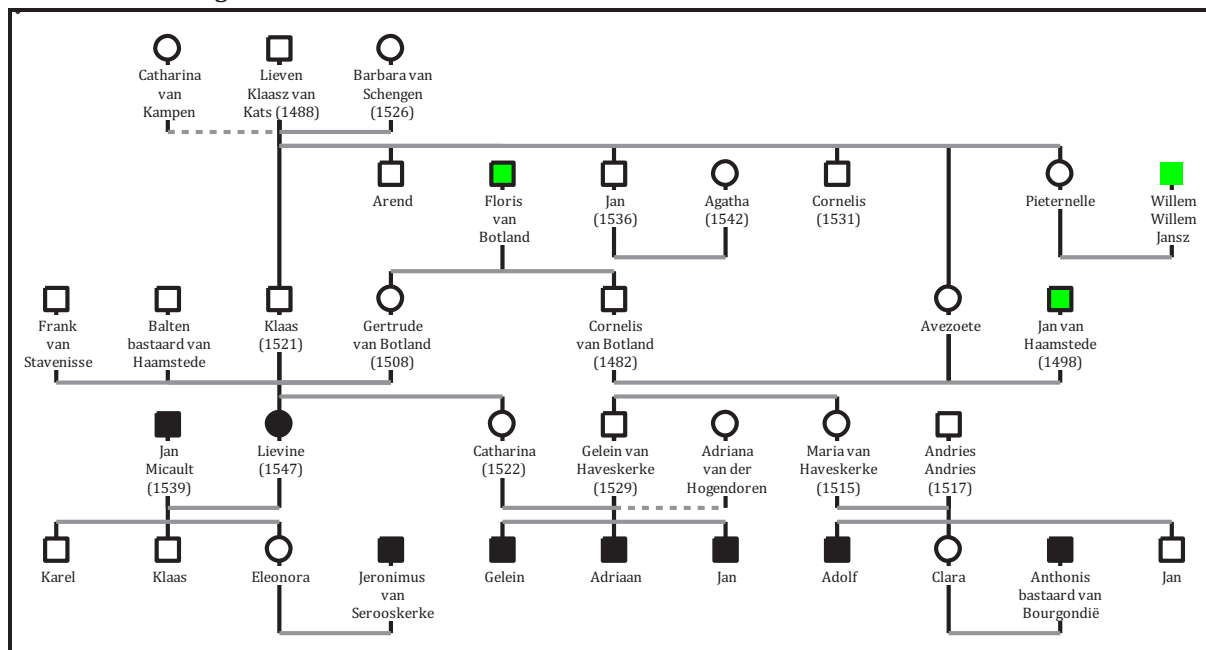 Catharina
van
Kampen
Lieven
Klaasz van
Kats (1488)
Barbara van
Schengen
(1526)
Arend
Floris
van
Botland
Jan
(1536)
Agatha
(1542)
Cornelis
(1531)
Pieternelle
Willem
Willem
Jansz
Frank
van
Stavenisse
Balten
bastaard van
Haamstede
Klaas
(1521)
Gertrude
van Botland
(1508)
Cornelis
van Botland
(1482)
Avezoete
Jan van
Haamstede
(1498)
Jan
Micault
(1539)
Lievine
(1547)
Catharina
(1522)
Gelein van
Haveskerke
(1529)
Adriana
van der
Hogendoren
Maria van
Haveskerke
(1515)
Andries
Andries
(1517)
Karel
Klaas
Eleonora
Jeronimus
van
Serooskerke
Gelein
Adriaan
Jan
Adolf
Clara
Anthonis
bastaard van
Bourgondië
Jan